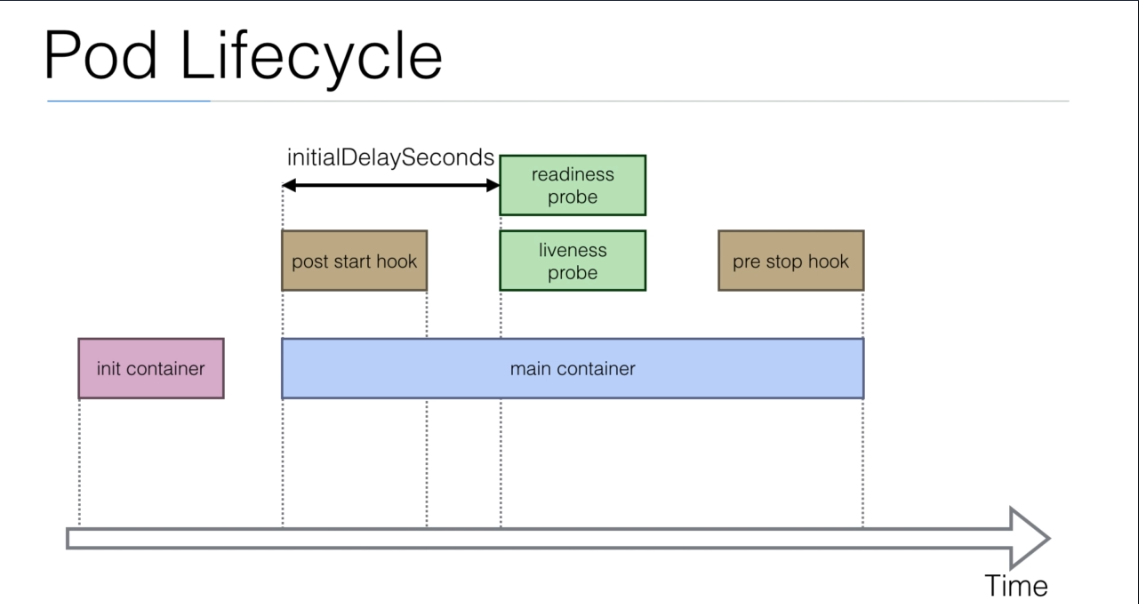 Pod Lifecycle
initialDelaySeconds
readiness
probe
post start hook
liveness
probe
pre stop hook
init container
main container
Time